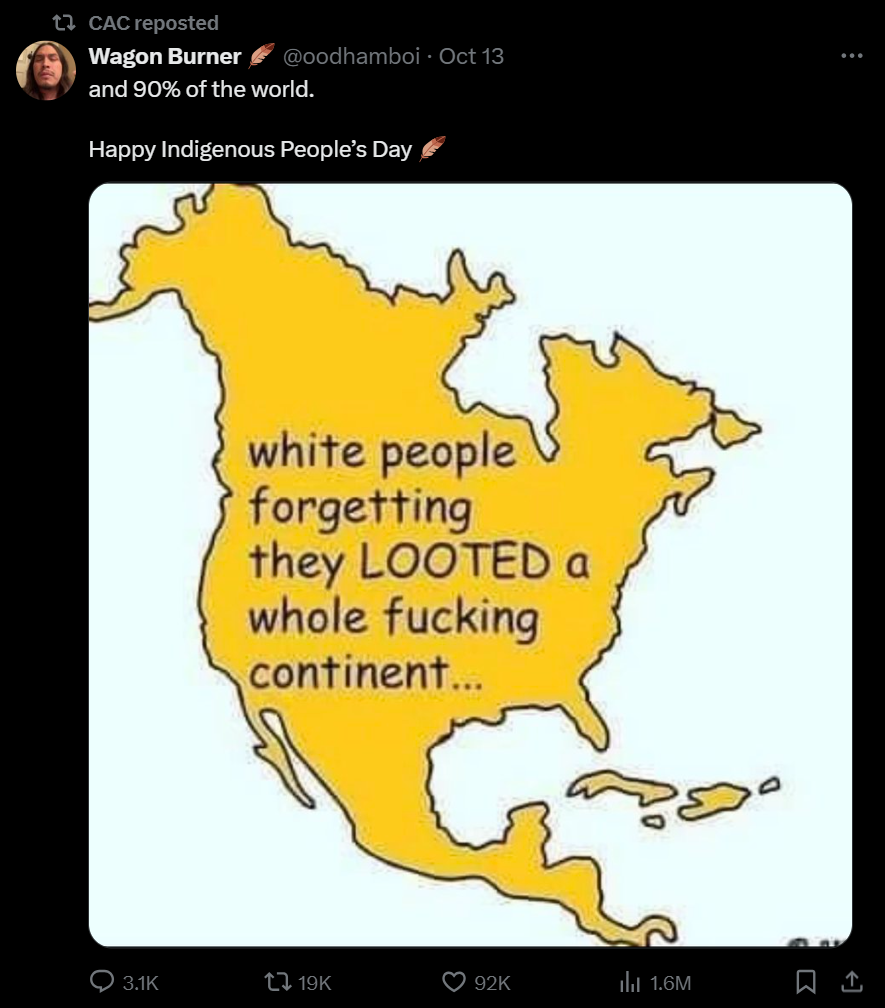 CAC reposted
Wagon Burner 🪶 @oodhamboi · Oct 13
and 90% of the world.
Happy Indigenous People’s Day 🪶
white people
forgetting
they LOOTED a
whole fucking
continent...
3.1K 19K 92K 1.6M